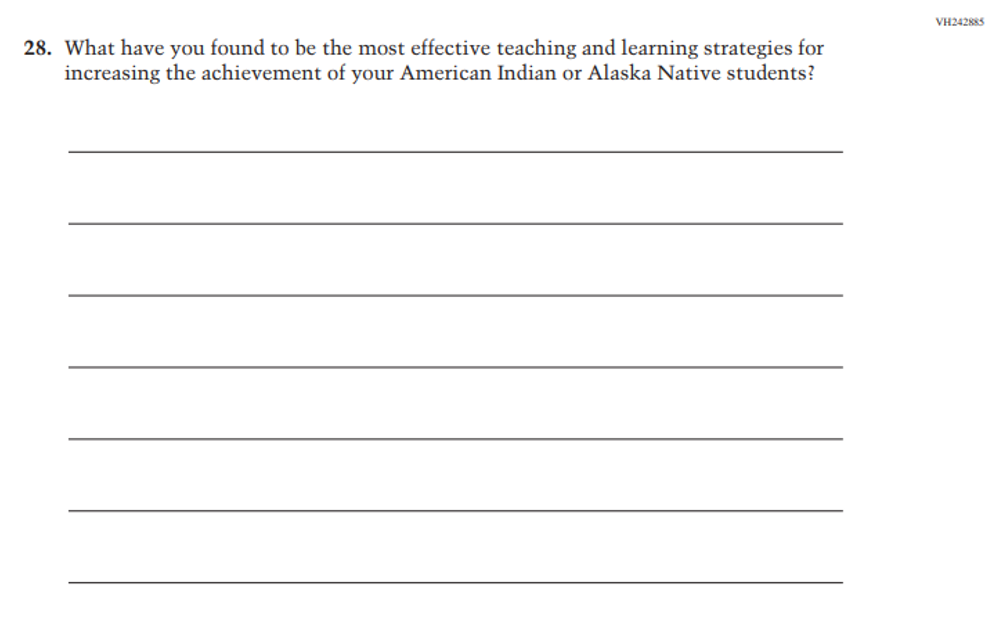 VH242885
28. What have you found to be the most effective teaching and learning strategies for
increasing the achievement of your American Indian or Alaska Native students?